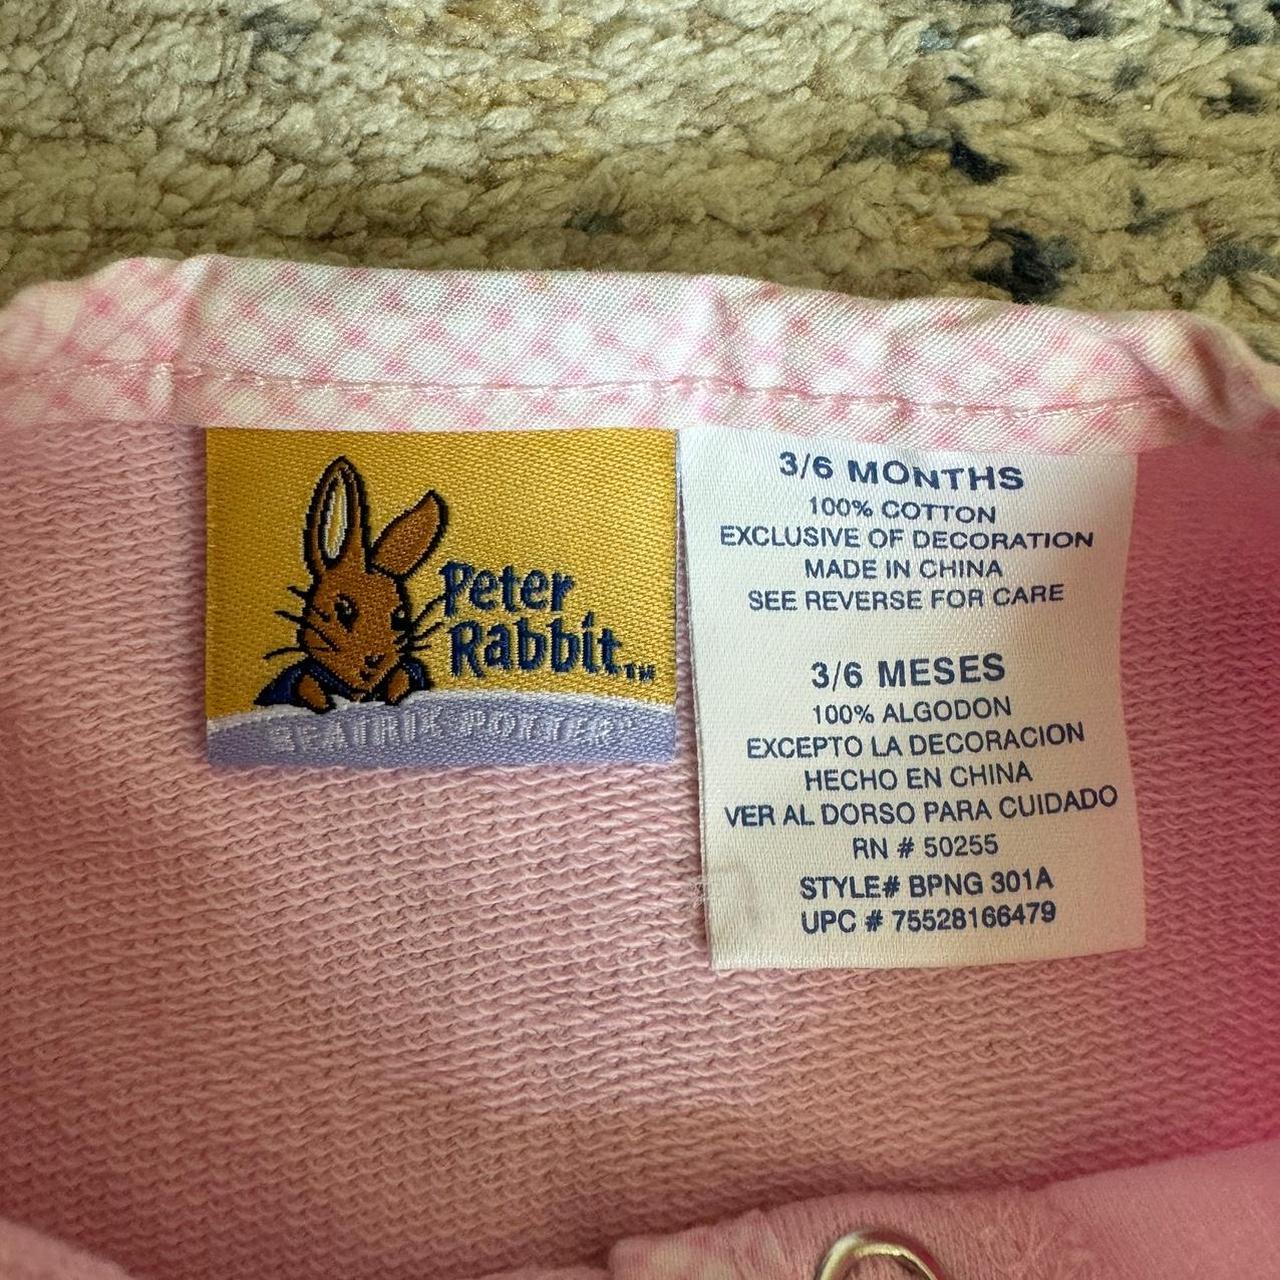 Peter
Rabbit™
BEATRIX POTTER™
3/6 MONTHS
100% COTTON
EXCLUSIVE OF DECORATION
MADE IN CHINA
SEE REVERSE FOR CARE
3/6 MESES
100% ALGODON
EXCEPTO LA DECORACION
HECHO EN CHINA
VER AL DORSO PARA CUIDADO
RN # 50255
STYLE# BPNG 301A
UPC # 75528166479